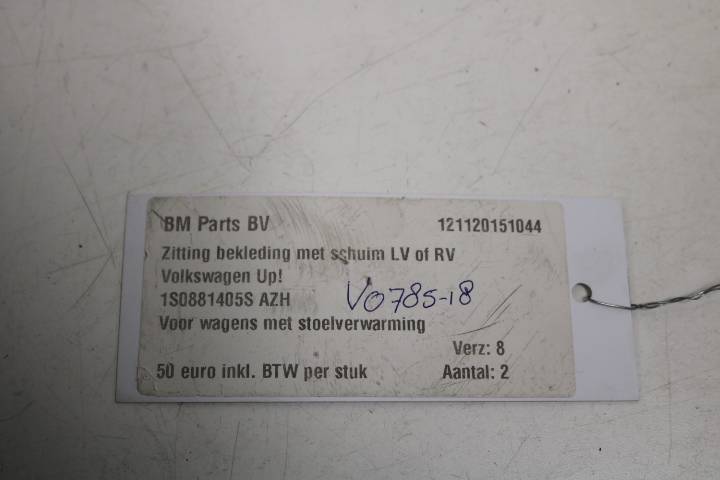 BM Parts BV 121120151044
Zitting bekleding met schuim LV of RV
Volkswagen Up!
1S0881405S AZH V0785-18
Voor wagens met stoelverwarming
Verz: 8
50 euro inkl. BTW per stuk Aantal: 2